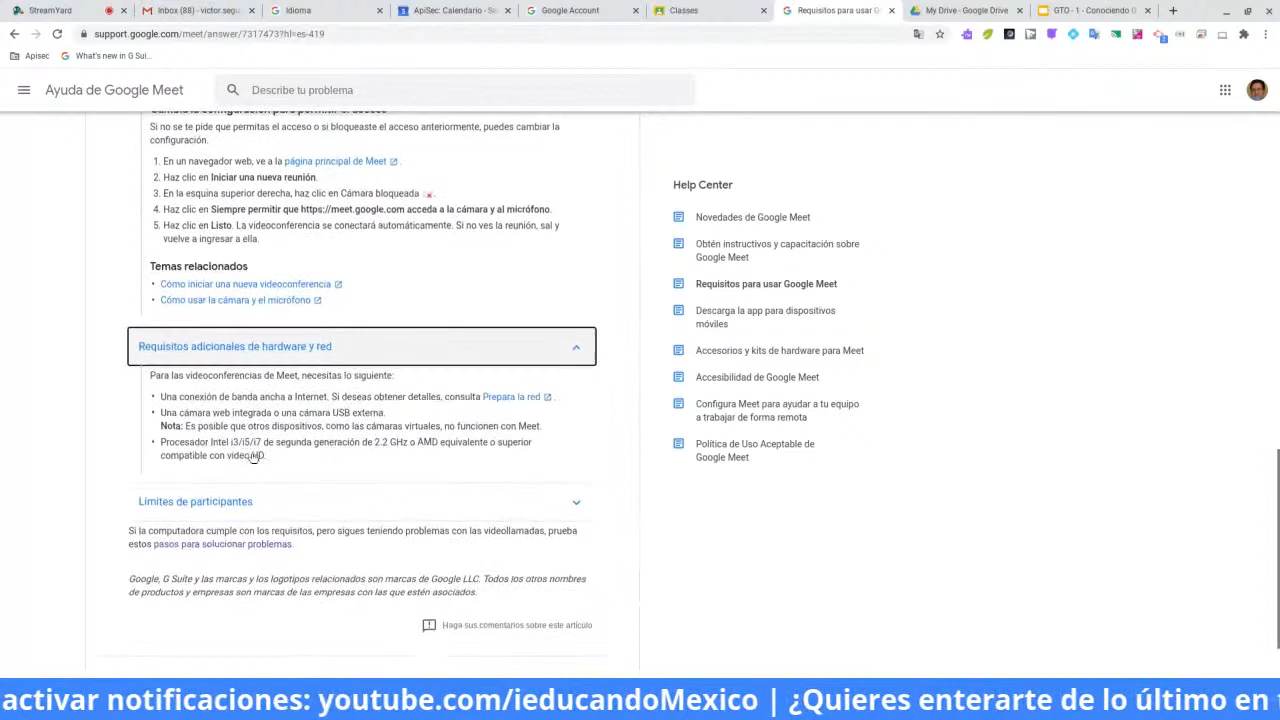 StreamYard
Inbox (88) - victor.segu
Idioma
ApiSec: Calendario - S
Google Account
Classes
Requisitos para usar G
My Drive - Google Drive
GTO - 1 - Conociendo G
support.google.com/meet/answer/7317473?hl=es-419
Apisec
What's new in G Sui...
Ayuda de Google Meet
Describe tu problema
Si no se te pide que permitas el acceso o si bloqueaste el acceso anteriormente, puedes cambiar la
configuración.
1. En un navegador web, ve a la página principal de Meet.
2. Haz clic en Iniciar una nueva reunión.
3. En la esquina superior derecha, haz clic en Cámara bloqueada .
4. Haz clic en Siempre permitir que https://meet.google.com acceda a la cámara y al micrófono.
5. Haz clic en Listo. La videoconferencia se conectará automáticamente. Si no ves la reunión, sal y
vuelve a ingresar a ella.
Temas relacionados
• Cómo iniciar una nueva videoconferencia
• Cómo usar la cámara y el micrófono
Requisitos adicionales de hardware y red
Para las videoconferencias de Meet, necesitas lo siguiente:
• Una conexión de banda ancha a Internet. Si deseas obtener detalles, consulta Prepara la red .
• Una cámara web integrada o una cámara USB externa.
Nota: Es posible que otros dispositivos, como las cámaras virtuales, no funcionen con Meet.
• Procesador Intel i3/i5/i7 de segunda generación de 2.2 GHz o AMD equivalente o superior
compatible con video HD.
Límites de participantes
Si la computadora cumple con los requisitos, pero sigues teniendo problemas con las videollamadas, prueba
estos pasos para solucionar problemas.
Google, G Suite y las marcas y los logotipos relacionados son marcas de Google LLC. Todos los otros nombres
de productos y empresas son marcas de las empresas con las que estén asociados.
Haga sus comentarios sobre este artículo
Help Center
Novedades de Google Meet
Obtén instructivos y capacitación sobre
Google Meet
Requisitos para usar Google Meet
Descarga la app para dispositivos
móviles
Accesorios y kits de hardware para Meet
Accesibilidad de Google Meet
Configura Meet para ayudar a tu equipo
a trabajar de forma remota
Política de Uso Aceptable de
Google Meet
activar notificaciones: youtube.com/ieducandoMexico | ¿Quieres enterarte de lo último en